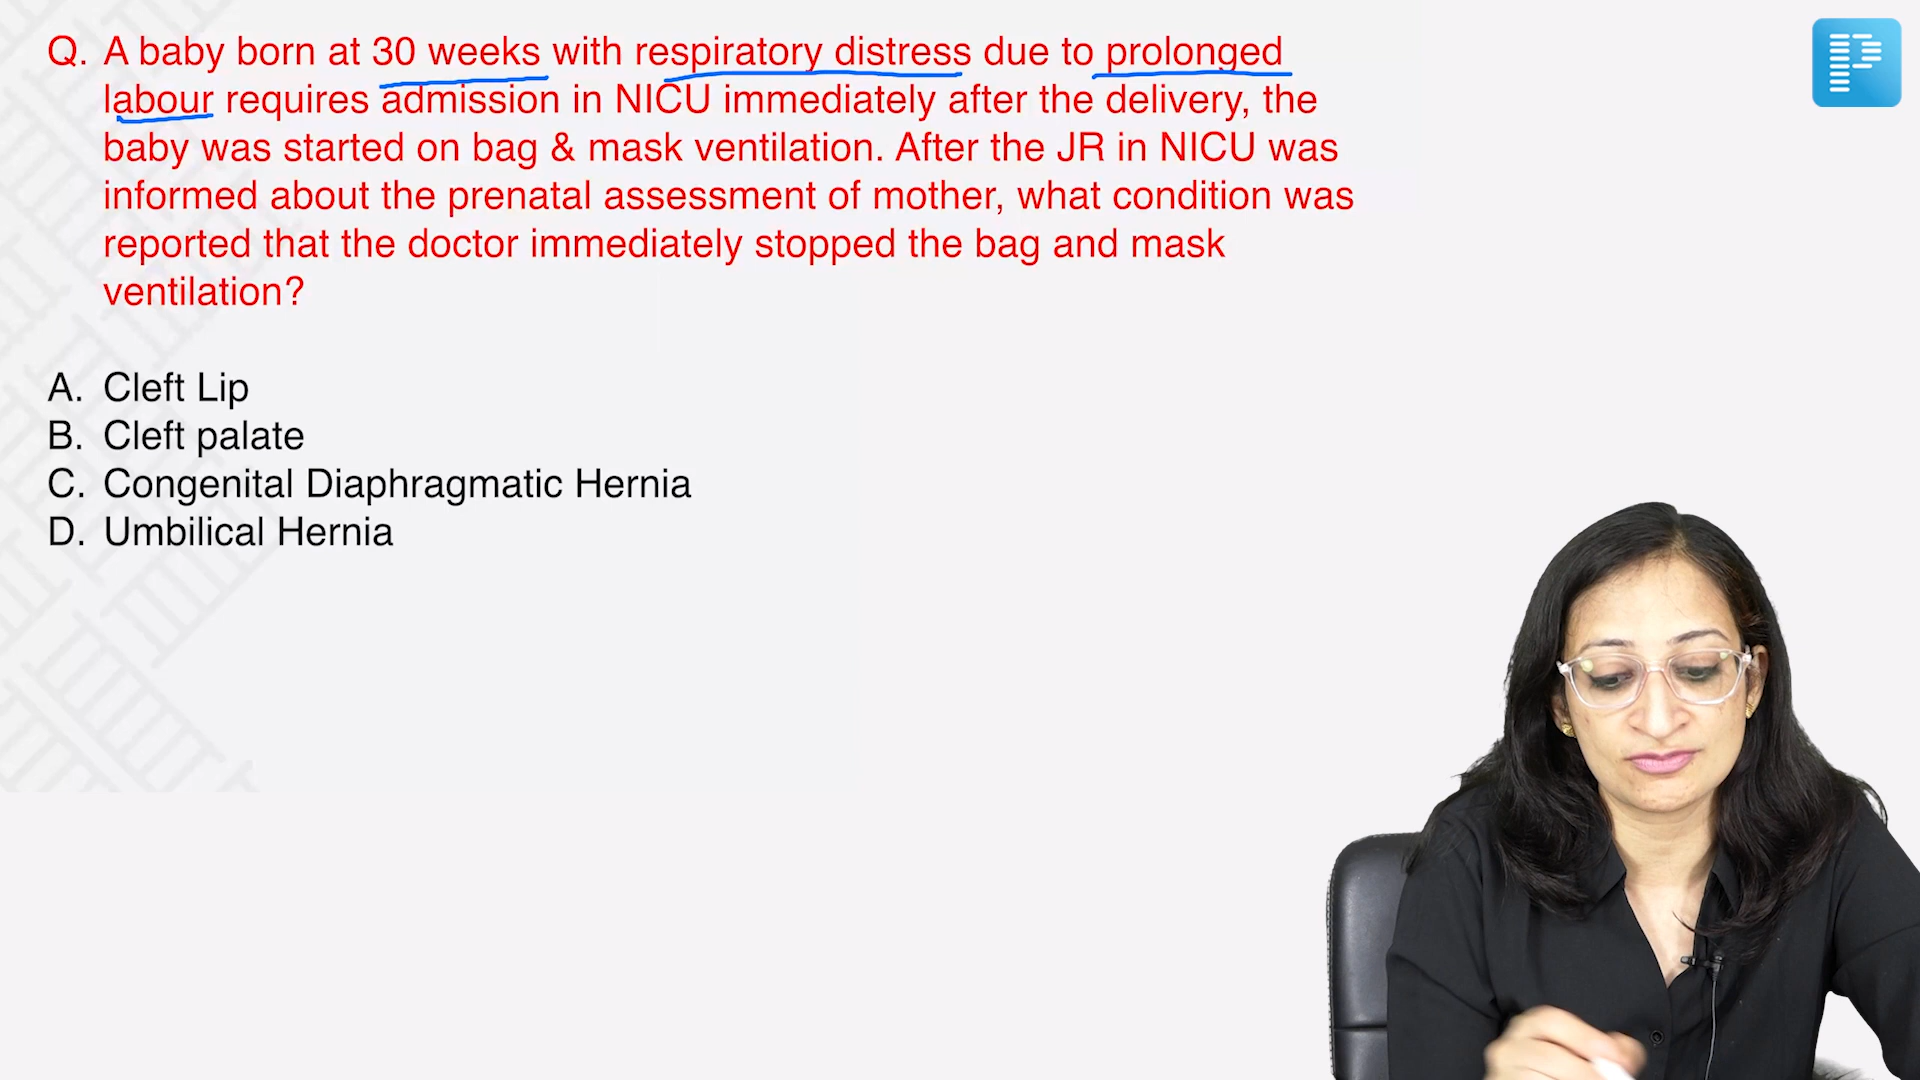 Q. A baby born at 30 weeks with respiratory distress due to prolonged
labour requires admission in NICU immediately after the delivery, the
baby was started on bag & mask ventilation. After the JR in NICU was
informed about the prenatal assessment of mother, what condition was
reported that the doctor immediately stopped the bag and mask
ventilation?
A. Cleft Lip
B. Cleft palate
C. Congenital Diaphragmatic Hernia
D. Umbilical Hernia